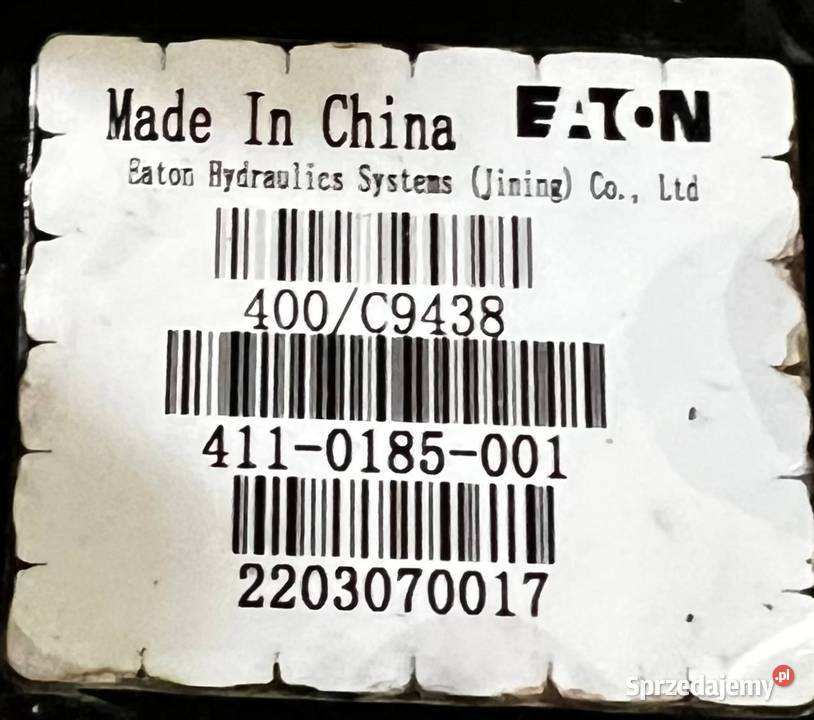 Made In China EATON
Eaton Hydraulics Systems (Jining) Co., Ltd
400/C9438
411-0185-001
2203070017
Sprzedajemy.pl